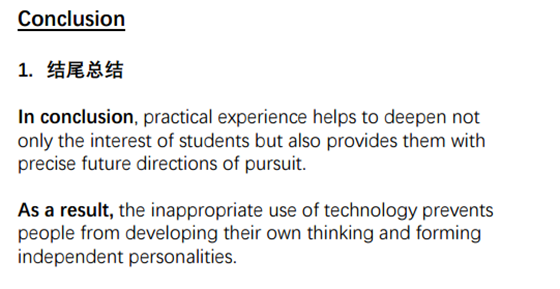 Conclusion
1. 结尾总结
In conclusion, practical experience helps to deepen not
only the interest of students but also provides them with
precise future directions of pursuit.
As a result, the inappropriate use of technology prevents
people from developing their own thinking and forming
independent personalities.